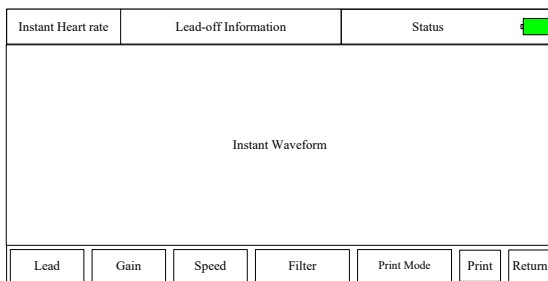 Instant Heart rate
Lead-off Information
Status
Instant Waveform
Lead
Gain
Speed
Filter
Print Mode
Print
Return